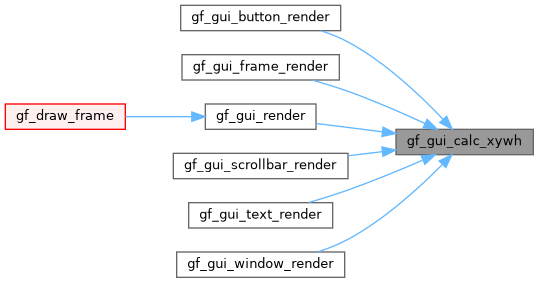 gf_gui_button_render
gf_gui_frame_render
gf_draw_frame
gf_gui_render
gf_gui_calc_xywh
gf_gui_scrollbar_render
gf_gui_text_render
gf_gui_window_render